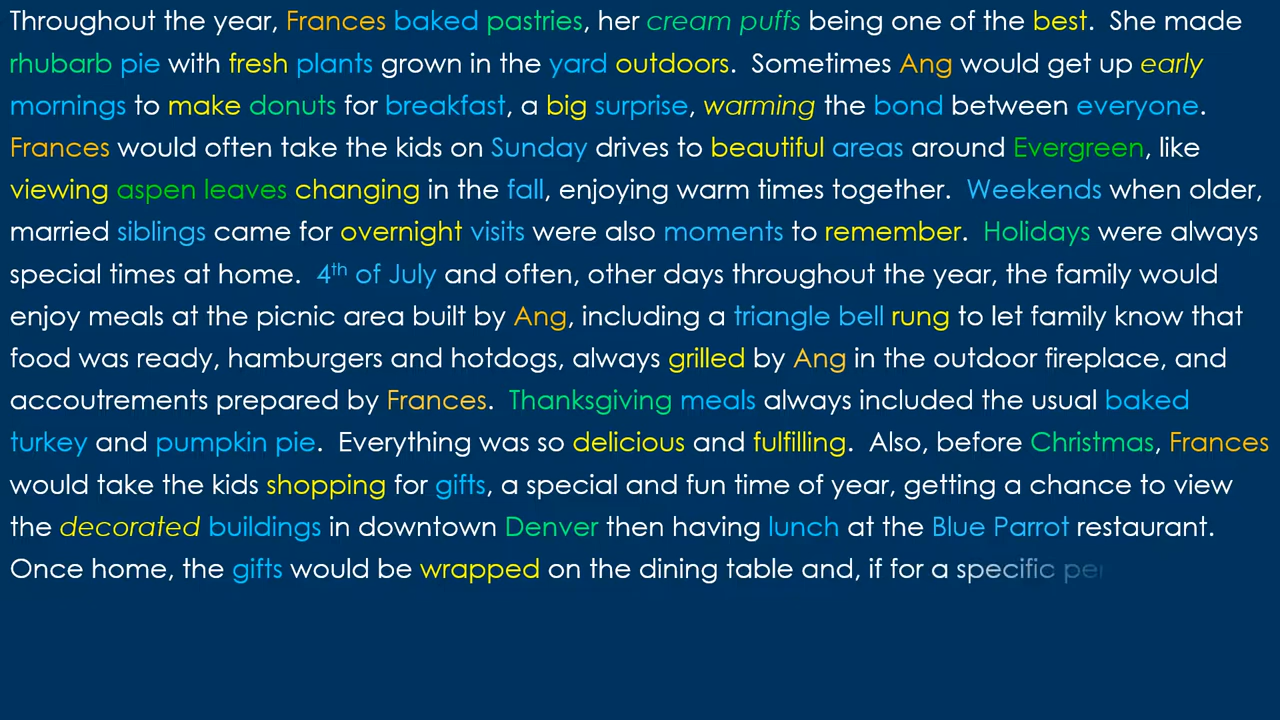 Throughout the year, Frances baked pastries, her cream puffs being one of the best.  She made
rhubarb pie with fresh plants grown in the yard outdoors.  Sometimes Ang would get up early
mornings to make donuts for breakfast, a big surprise, warming the bond between everyone.
Frances would often take the kids on Sunday drives to beautiful areas around Evergreen, like
viewing aspen leaves changing in the fall, enjoying warm times together.  Weekends when older,
married siblings came for overnight visits were also moments to remember.  Holidays were always
special times at home.  4th of July and often, other days throughout the year, the family would
enjoy meals at the picnic area built by Ang, including a triangle bell rung to let family know that
food was ready, hamburgers and hotdogs, always grilled by Ang in the outdoor fireplace, and
accoutrements prepared by Frances.  Thanksgiving meals always included the usual baked
turkey and pumpkin pie.  Everything was so delicious and fulfilling.  Also, before Christmas, Frances
would take the kids shopping for gifts, a special and fun time of year, getting a chance to view
the decorated buildings in downtown Denver then having lunch at the Blue Parrot restaurant.
Once home, the gifts would be wrapped on the dining table and, if for a specific